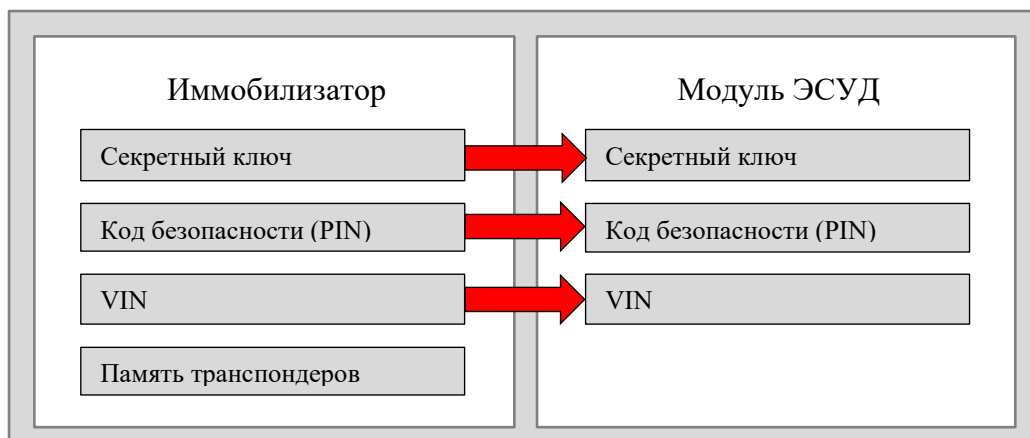 Иммобилизатор
Секретный ключ
Код безопасности (PIN)
VIN
Память транспондеров
Модуль ЭСУД
Секретный ключ
Код безопасности (PIN)
VIN